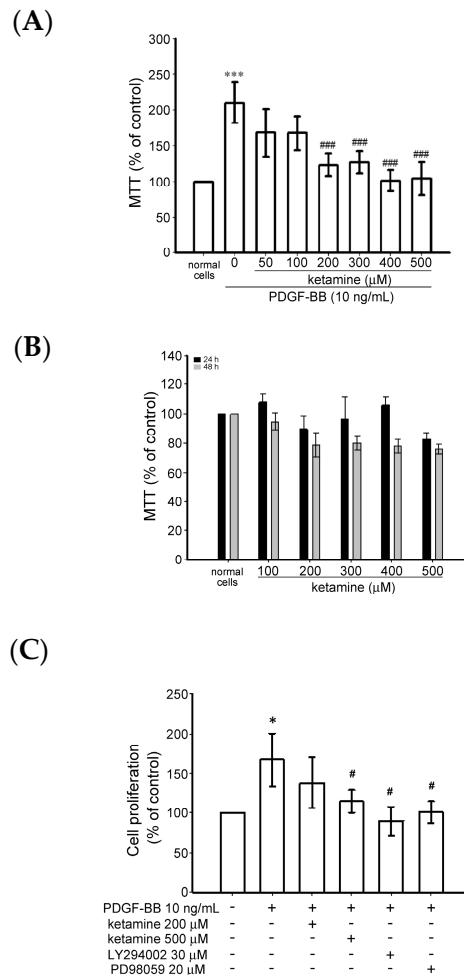 (A)
MTT (% of control)
300
250
200
150
100
50
0
***
###
###
###
###
normal cells
0 50 100 200 300 400 500
ketamine (μM)
PDGF-BB (10 ng/mL)
(B)
24 h
48 h
MTT (% of control)
140
120
100
80
60
40
20
0
normal cells
100 200 300 400 500
ketamine (μM)
(C)
Cell proliferation
(% of control)
250
200
150
100
50
0
*
#
#
#
PDGF-BB 10 ng/mL - + + + + +
ketamine 200 μM - - + - - -
ketamine 500 μM - - - + - -
LY294002 30 μM - - - - + -
PD98059 20 μM - - - - - +